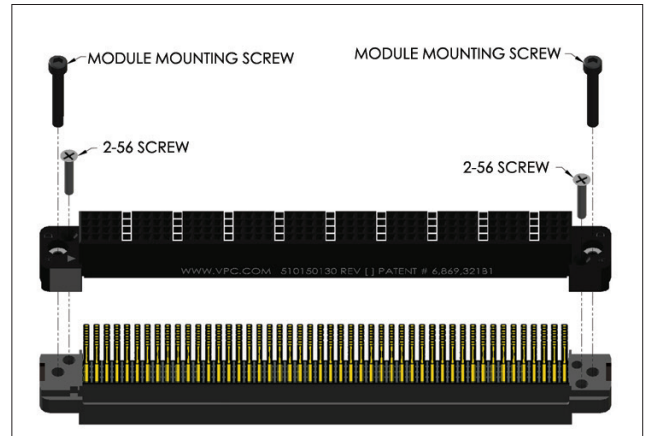 MODULE MOUNTING SCREW
MODULE MOUNTING SCREW
2-56 SCREW
2-56 SCREW
WWW.VPC.COM 510150130 REV [ ] PATENT # 6,869,321B1